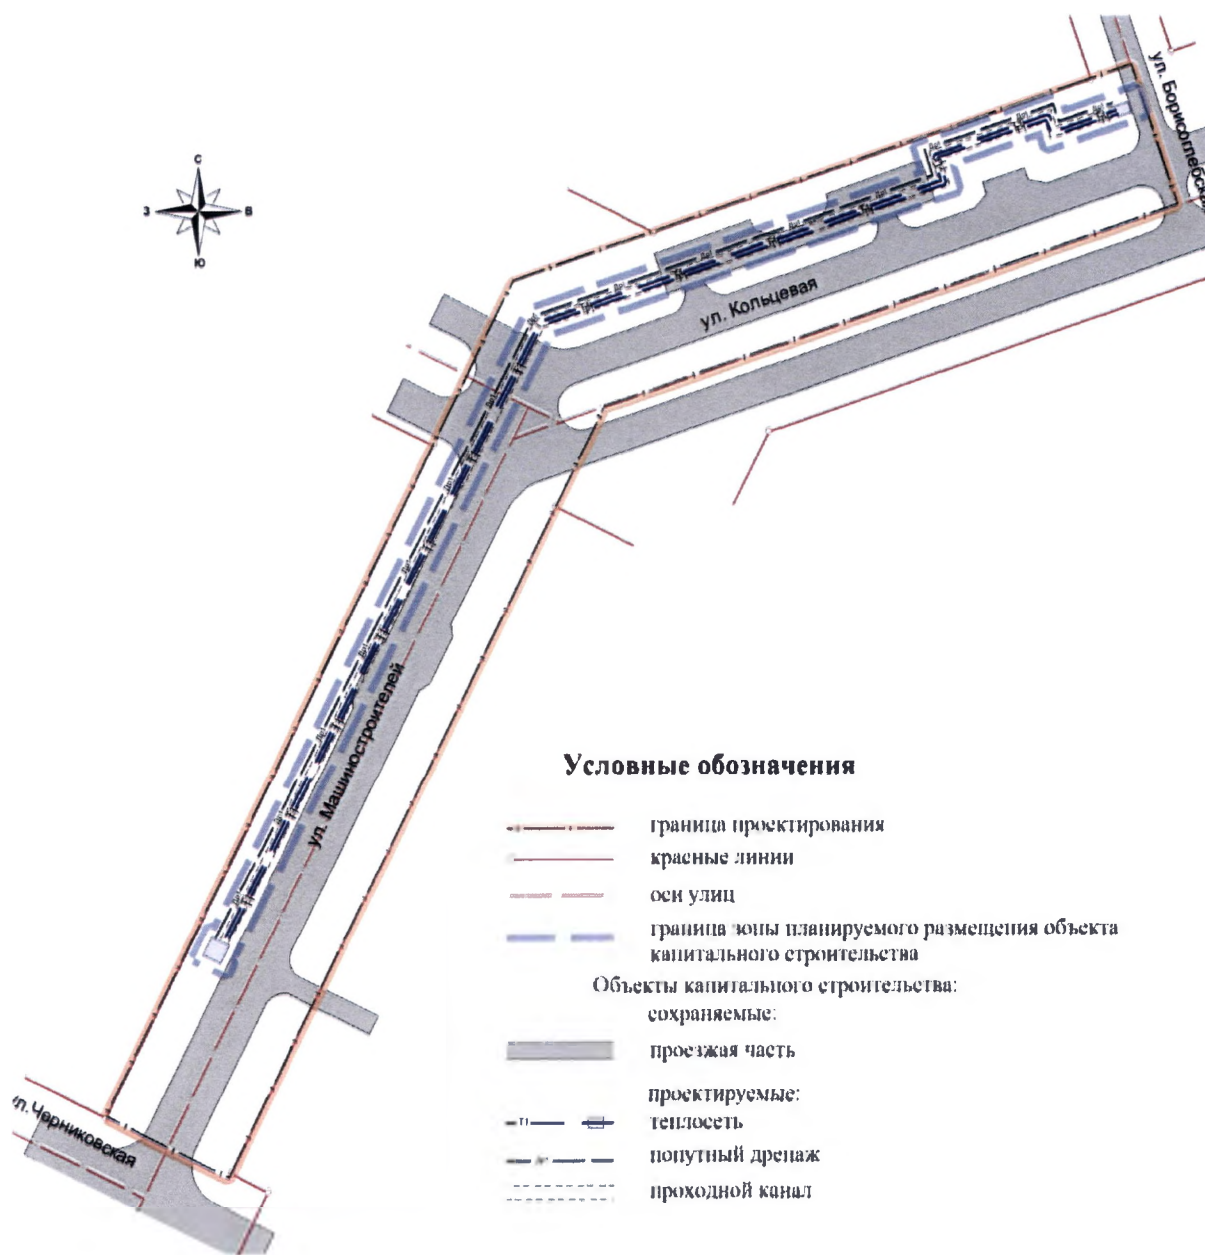 С
З
В
Ю
ул. Борисоглебская
ул. Кольцевая
ул. Машиностроителей
ул. Черниковская
Условные обозначения
граница проектирования
красные линии
оси улиц
граница зоны планируемого размещения объекта
капитального строительства
Объекты капитального строительства:
сохраняемые:
проезжая часть
проектируемые:
Т1
теплосеть
попутный дренаж
проходной канал